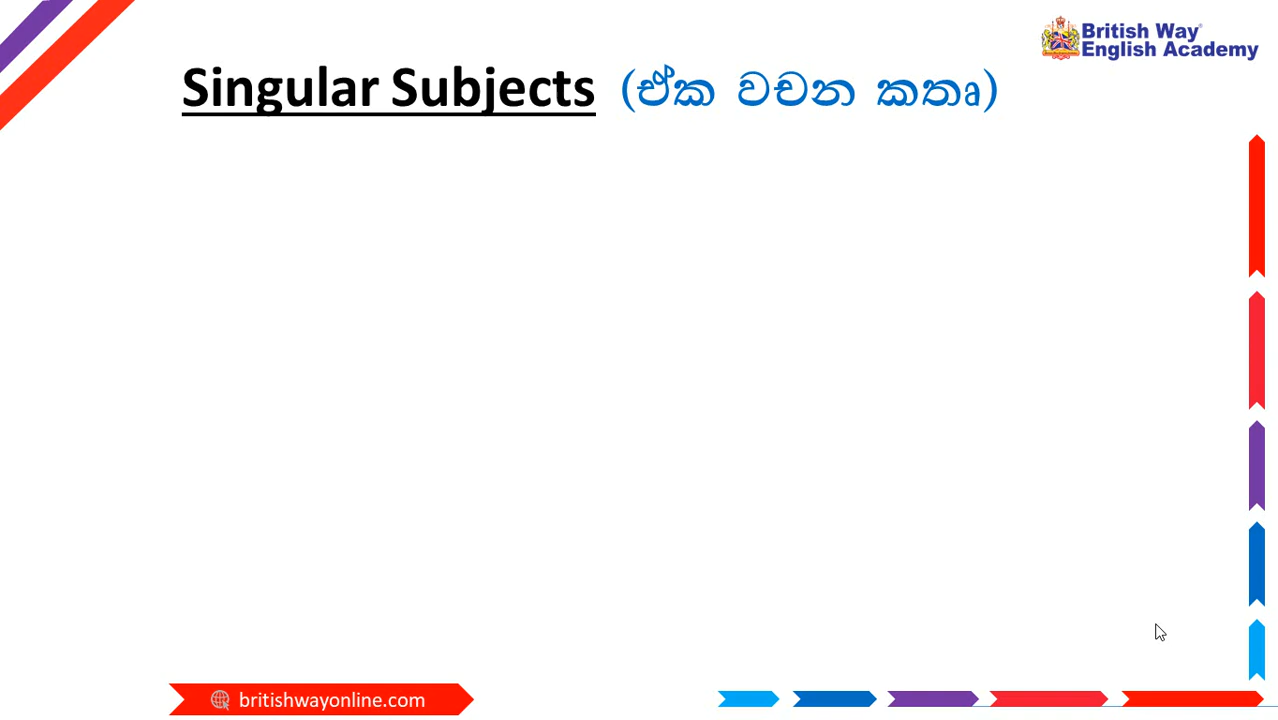 British Way
English Academy
Singular Subjects (ඒක වචන කතෘ)
britishwayonline.com